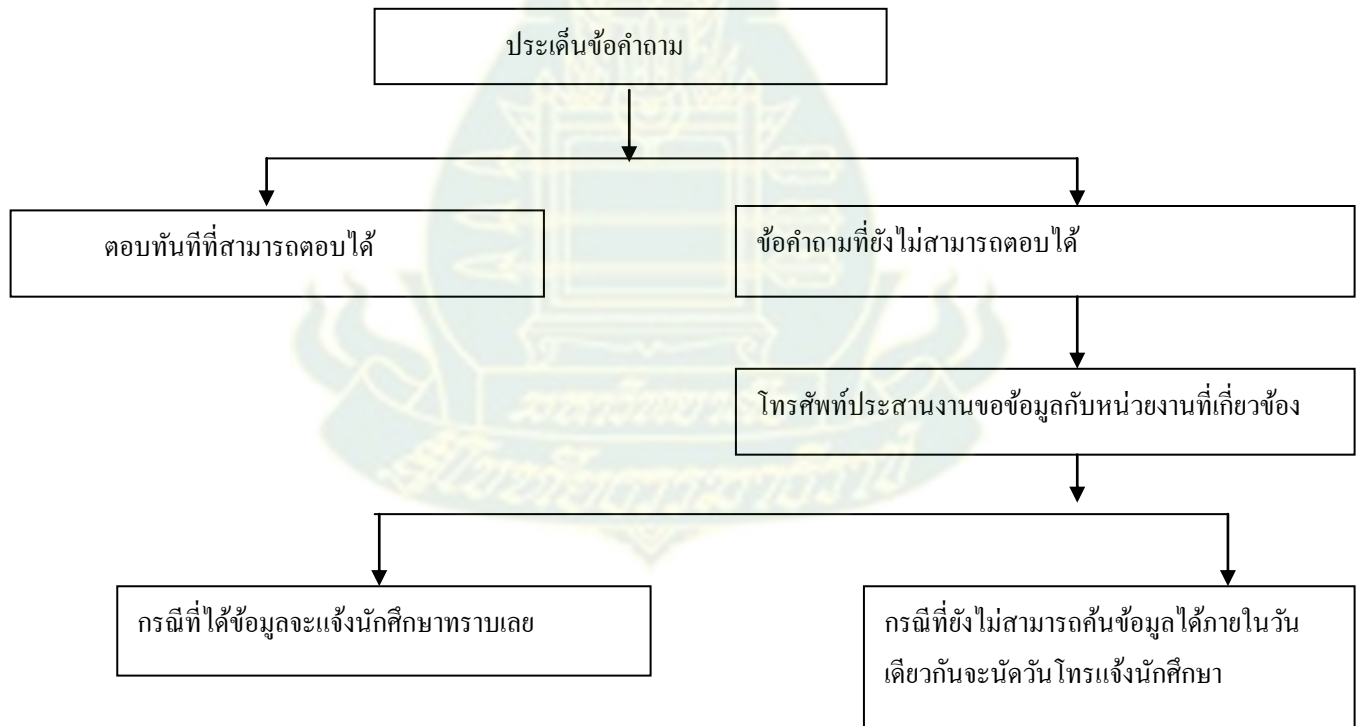 ประเด็นข้อคำถาม
ตอบทันทีที่สามารถตอบได้
ข้อคำถามที่ยังไม่สามารถตอบได้
โทรศัพท์ประสานงานขอข้อมูลกับหน่วยงานที่เกี่ยวข้อง
กรณีที่ได้ข้อมูลจะแจ้งนักศึกษาทราบเลย
กรณีที่ยังไม่สามารถค้นข้อมูลได้ภายในวัน
เดียวกันจะนัดวันโทรแจ้งนักศึกษา